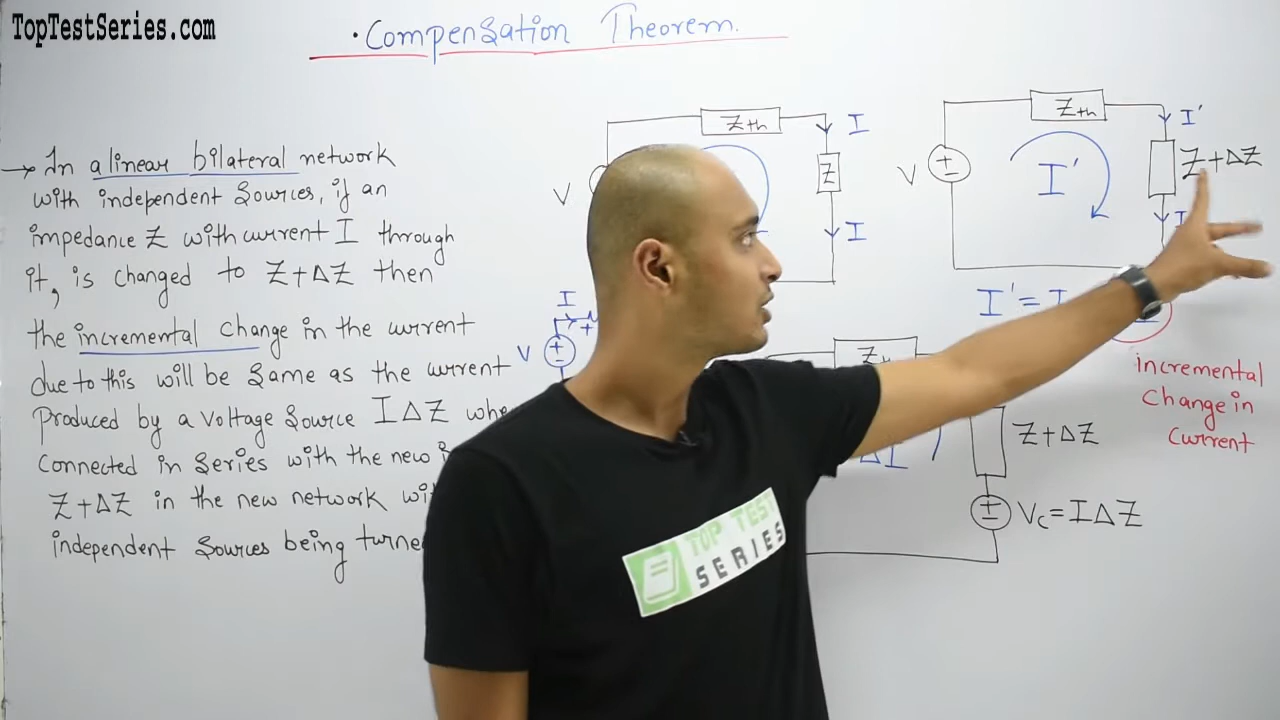 TopTestSeries.com
• Compensation Theorem.
→ In a linear bilateral network
with independent sources, if an
impedance Z with current I through
it, is changed to Z+ΔZ then
the incremental change in the current
due to this will be same as the current
produced by a voltage source IΔZ
connected in series with the new
Z+ΔZ in the new network
independent sources being
Zth
I
V
Z
I
Zth
I'
V
I'
Z+ΔZ
I
I
+
V
I' = I
incremental
change in
current
Z
ΔI
Z+ΔZ
Vc = IΔZ
TOP TEST
SERIES